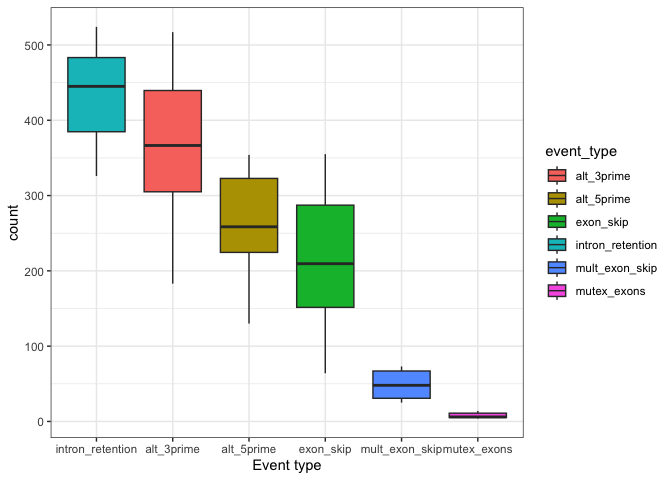 500
400
300
200
100
0
count
intron_retention alt_3prime alt_5prime exon_skip mult_exon_skip mutex_exons
Event type
event_type
alt_3prime
alt_5prime
exon_skip
intron_retention
mult_exon_skip
mutex_exons